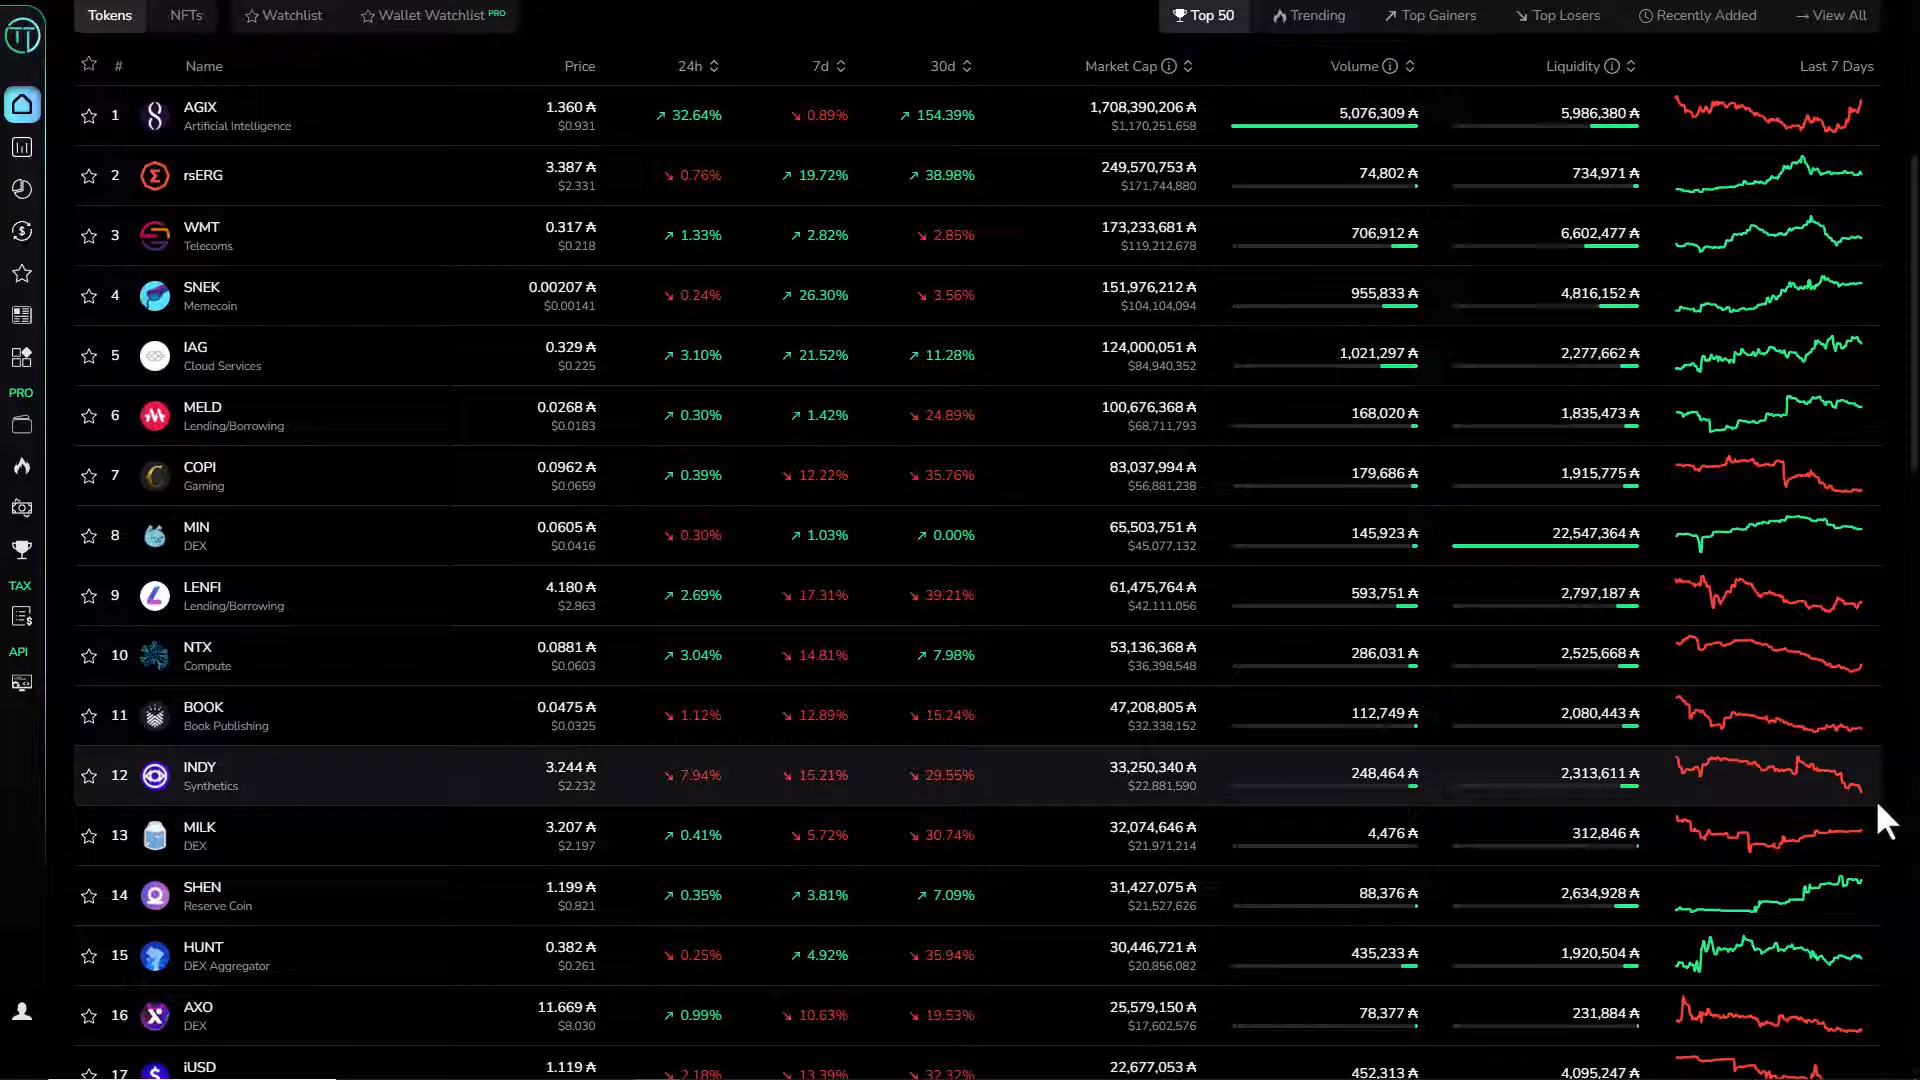 Tokens NFTs Watchlist Wallet Watchlist PRO Top 50 Trending Top Gainers Top Losers Recently Added View All
# Name Price 24h 7d 30d Market Cap Volume Liquidity Last 7 Days
1 AGIX 1.360 ₳ 32.64% 0.89% 154.39% 1,708,390,206 ₳ 5,076,309 ₳ 5,986,380 ₳
Artificial Intelligence $0.931 $1,170,251,658
2 rsERG 3.387 ₳ 0.76% 19.72% 38.98% 249,570,753 ₳ 74,802 ₳ 734,971 ₳
$2.331 $171,744,880
3 WMT 0.317 ₳ 1.33% 2.82% 2.85% 173,233,681 ₳ 706,912 ₳ 6,602,477 ₳
Telecoms $0.218 $119,212,678
4 SNEK 0.00207 ₳ 0.24% 26.30% 3.56% 151,976,212 ₳ 955,833 ₳ 4,816,152 ₳
Memecoin $0.00141 $104,104,094
5 IAG 0.329 ₳ 3.10% 21.52% 11.28% 124,000,051 ₳ 1,021,297 ₳ 2,277,662 ₳
Cloud Services $0.225 $84,940,352
PRO
6 MELD 0.0268 ₳ 0.30% 1.42% 24.89% 100,676,368 ₳ 168,020 ₳ 1,835,473 ₳
Lending/Borrowing $0.0183 $68,711,793
7 COPI 0.0962 ₳ 0.39% 12.22% 35.76% 83,037,994 ₳ 179,686 ₳ 1,915,775 ₳
Gaming $0.0659 $56,881,238
8 MIN 0.0605 ₳ 0.30% 1.03% 0.00% 65,503,751 ₳ 145,923 ₳ 22,547,364 ₳
DEX $0.0416 $45,077,132
TAX
9 LENFI 4.180 ₳ 2.69% 17.31% 39.21% 61,475,764 ₳ 593,751 ₳ 2,797,187 ₳
Lending/Borrowing $2.863 $42,111,056
API
10 NTX 0.0881 ₳ 3.04% 14.81% 7.98% 53,136,368 ₳ 286,031 ₳ 2,525,668 ₳
Compute $0.0603 $36,398,548
11 BOOK 0.0475 ₳ 1.12% 12.89% 15.24% 47,208,805 ₳ 112,749 ₳ 2,080,443 ₳
Book Publishing $0.0325 $32,338,152
12 INDY 3.244 ₳ 7.94% 15.21% 29.55% 33,250,340 ₳ 248,464 ₳ 2,313,611 ₳
Synthetics $2.232 $22,881,590
13 MILK 3.207 ₳ 0.41% 5.72% 30.74% 32,074,646 ₳ 4,476 ₳ 312,846 ₳
DEX $2.197 $21,971,214
14 SHEN 1.199 ₳ 0.35% 3.81% 7.09% 31,427,075 ₳ 88,376 ₳ 2,634,928 ₳
Reserve Coin $0.821 $21,527,626
15 HUNT 0.382 ₳ 0.25% 4.92% 35.94% 30,446,721 ₳ 435,233 ₳ 1,920,504 ₳
DEX Aggregator $0.261 $20,856,082
16 AXO 11.669 ₳ 0.99% 10.63% 19.53% 25,579,150 ₳ 78,377 ₳ 231,884 ₳
DEX $8.030 $17,602,576
17 iUSD 1.119 ₳ 2.18% 13.39% 32.32% 22,677,053 ₳ 452,313 ₳ 4,095,247 ₳